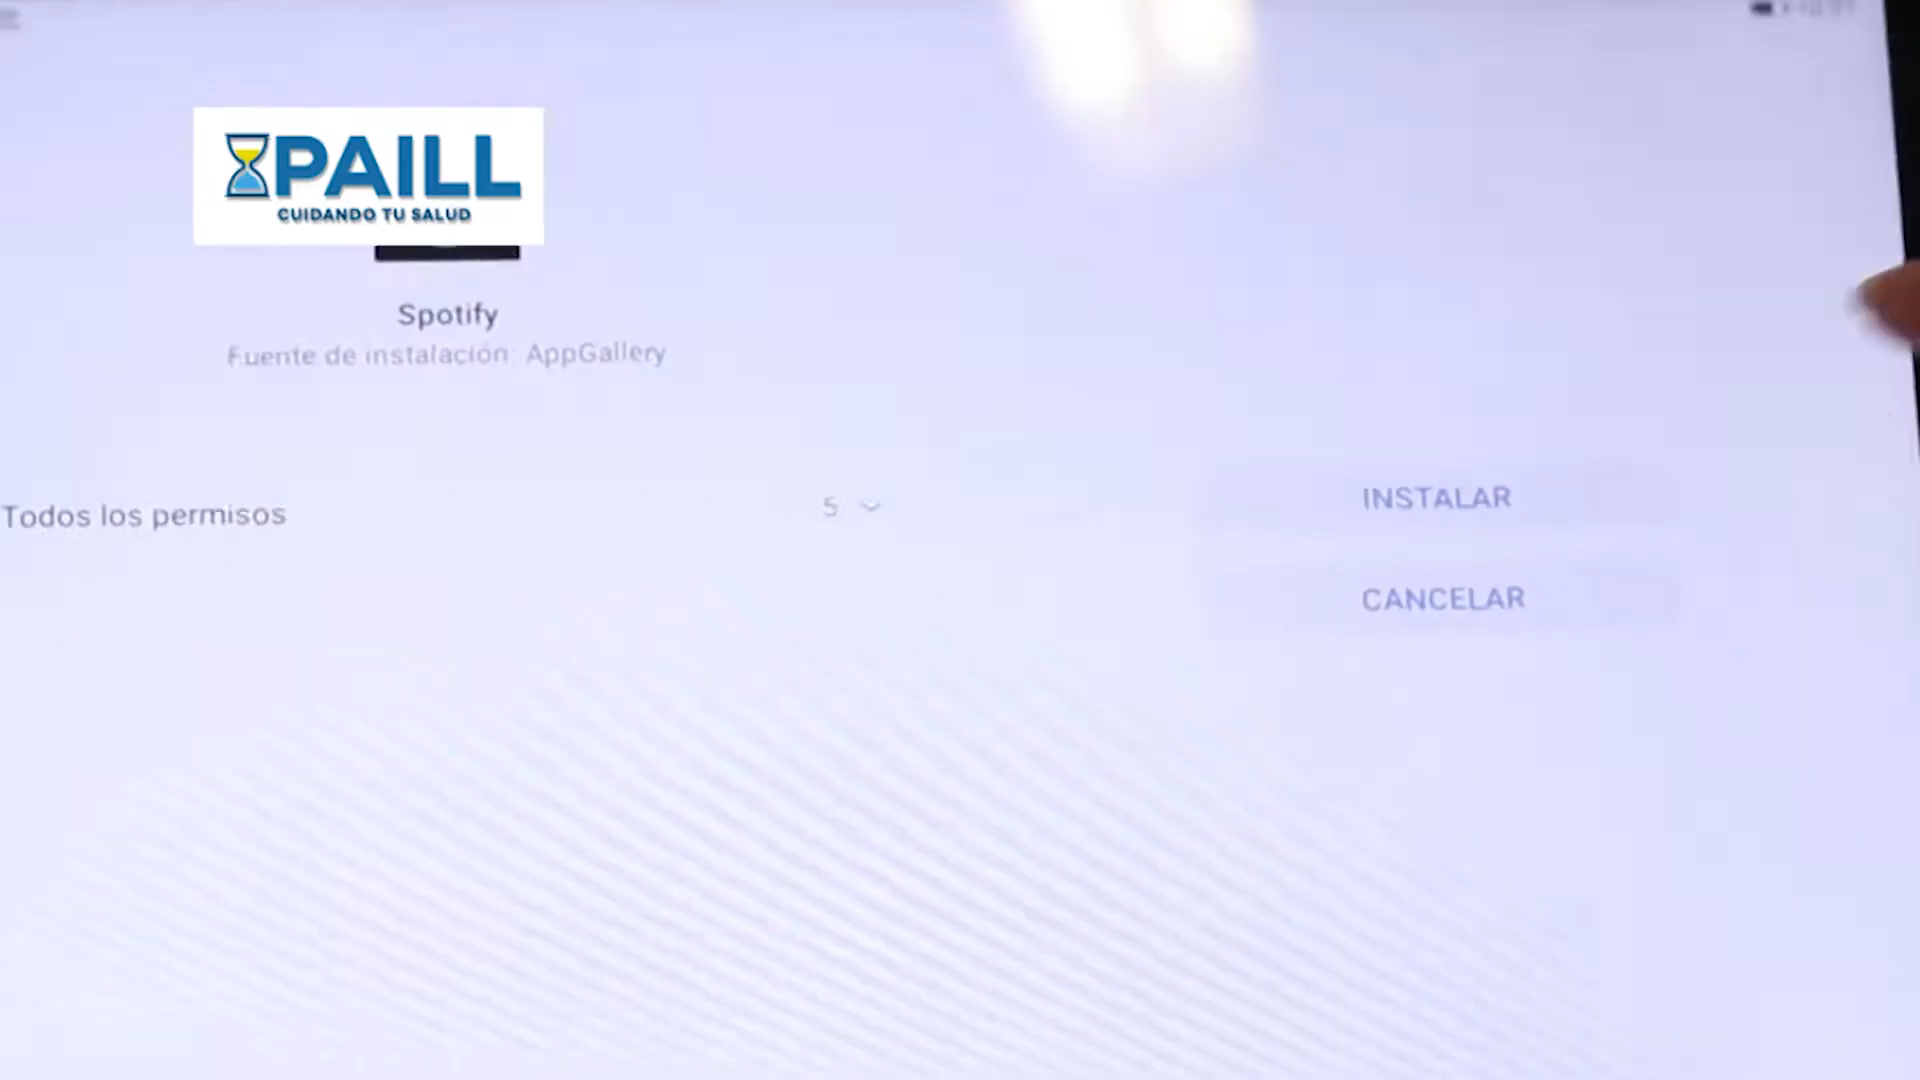 PAILL
CUIDANDO TU SALUD
Spotify
Fuente de instalación: AppGallery
Todos los permisos
5
INSTALAR
CANCELAR